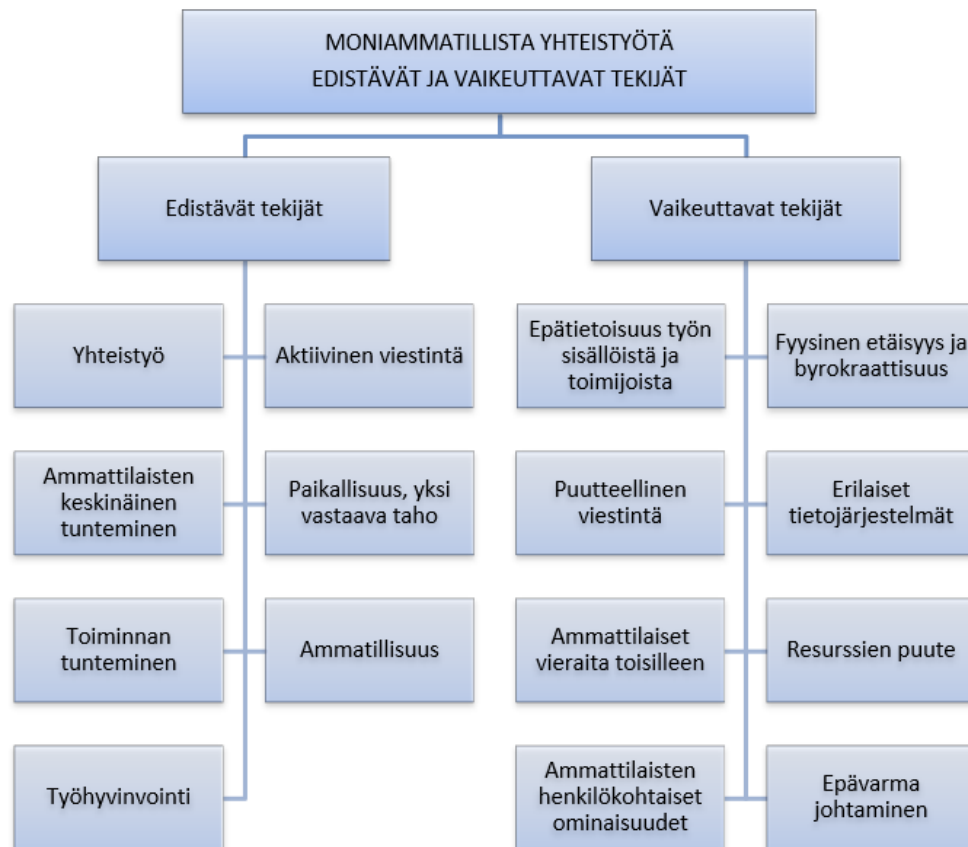 MONIAMMATILLISTA YHTEISTYÖTÄ
EDISTÄVÄT JA VAIKEUTTAVAT TEKIJÄT
Edistävät tekijät
Vaikeuttavat tekijät
Yhteistyö
Aktiivinen viestintä
Epätietoisuus työn
sisällöistä ja
toimijoista
Fyysinen etäisyys ja
byrokraattisuus
Ammattilaisten
keskinäinen
tunteminen
Paikallisuus, yksi
vastaava taho
Puutteellinen
viestintä
Erilaiset
tietojärjestelmät
Toiminnan
tunteminen
Ammatillisuus
Ammattilaiset
vieraita toisilleen
Resurssien puute
Työhyvinvointi
Ammattilaisten
henkilökohtaiset
ominaisuudet
Epävarma
johtaminen